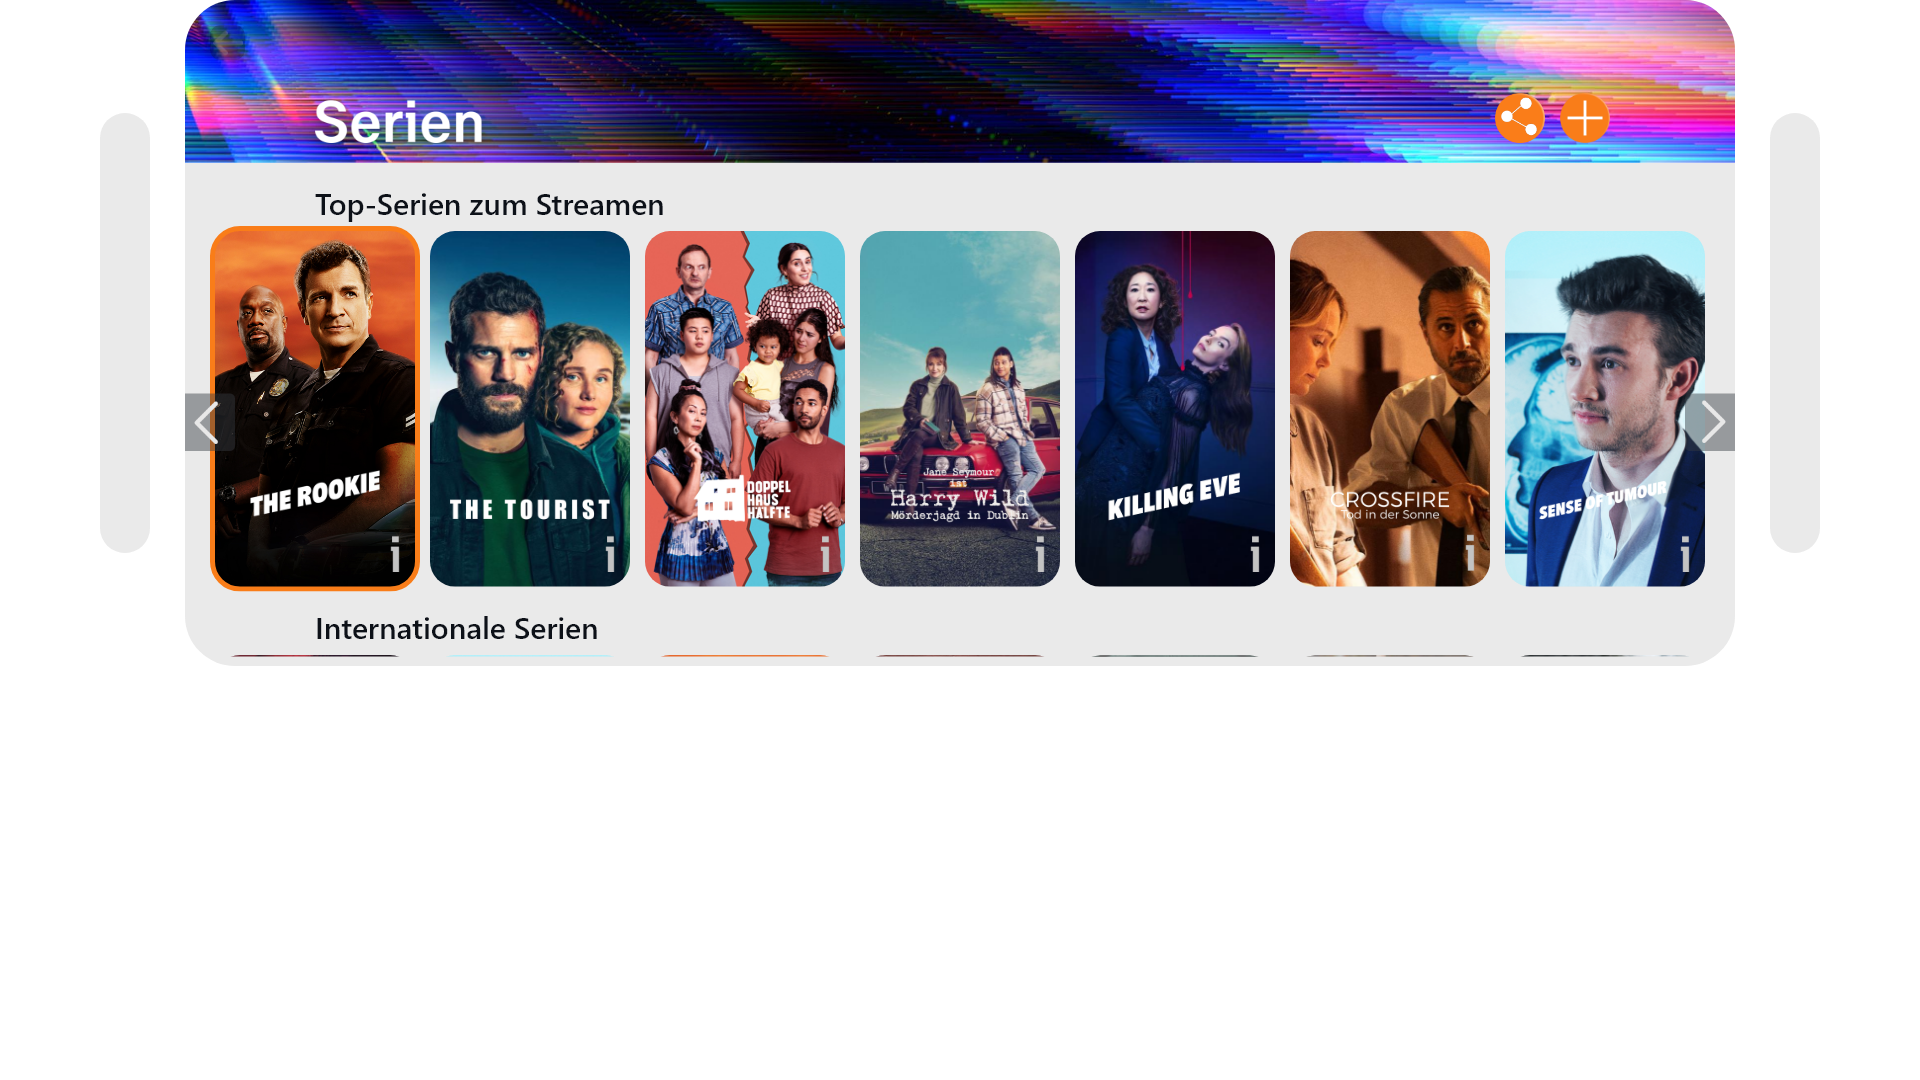 Serien
Top-Serien zum Streamen
THE ROOKIE
THE TOURIST
DOPPEL
HAUS
HÄLFTE
Jane Seymour
ist
Harry Wild
Mörderjagd in Dublin
KILLING EVE
CROSSFIRE
Tod in der Sonne
SENSE OF TUMOUR
i
i
i
i
i
i
i
Internationale Serien